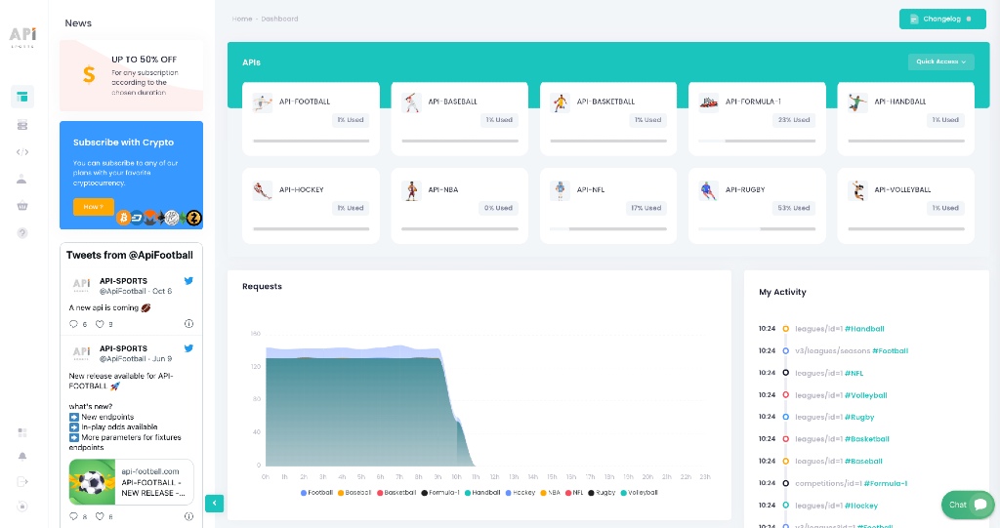 API
SPORTS
News
UP TO 50% OFF
For any subscription
according to the
chosen duration
Subscribe with Crypto
You can subscribe to any of our
plans with your favorite
cryptocurrency.
How ?
Tweets from @ApiFootball
API-SPORTS
@ApiFootball · Oct 6
A new api is coming 🏈
6 9
API-SPORTS
@ApiFootball · Jun 9
New release available for API-
FOOTBALL 🚀
what's new?
➡️ New endpoints
➡️ In-play odds available
➡️ More parameters for fixtures
endpoints
api-football.com
API-FOOTBALL -
NEW RELEASE -...
8 6
Home - Dashboard
Changelog
APIs
Quick Access
API-FOOTBALL
1% Used
API-BASEBALL
1% Used
API-BASKETBALL
1% Used
API-FORMULA-1
23% Used
API-HANDBALL
1% Used
API-HOCKEY
1% Used
API-NBA
0% Used
API-NFL
17% Used
API-RUGBY
53% Used
API-VOLLEYBALL
1% Used
Requests
160
120
80
40
0
0h 1h 2h 3h 4h 5h 6h 7h 8h 9h 10h 11h 12h 13h 14h 15h 16h 17h 18h 19h 20h 21h 22h 23h
Football Baseball Basketball Formula-1 Handball Hockey NBA NFL Rugby Volleyball
My Activity
10:24 leagues/id=1 #Handball
10:24 v3/leagues/seasons #Football
10:24 leagues/id=1 #NFL
10:24 leagues/id=1 #Volleyball
10:24 leagues/id=1 #Rugby
10:24 leagues/id=1 #Basketball
10:24 leagues/id=1 #Baseball
10:24 competitions/id=1 #Formula-1
10:24 leagues/id=1 #Hockey
10:24 v3/leagues?id=1 #Football
Chat